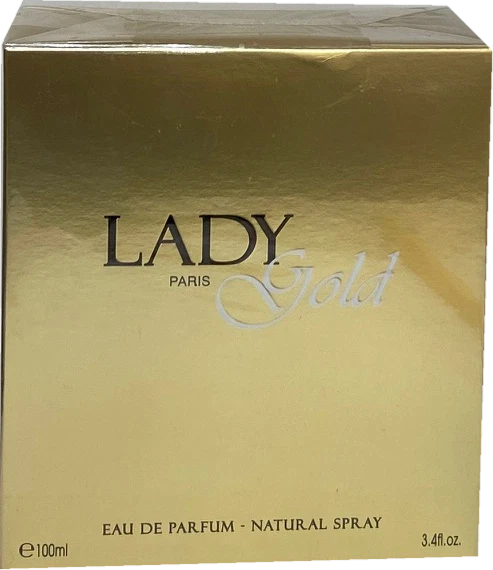 LADY
Gold
PARIS
EAU DE PARFUM - NATURAL SPRAY
℮100ml
3.4fl.oz.